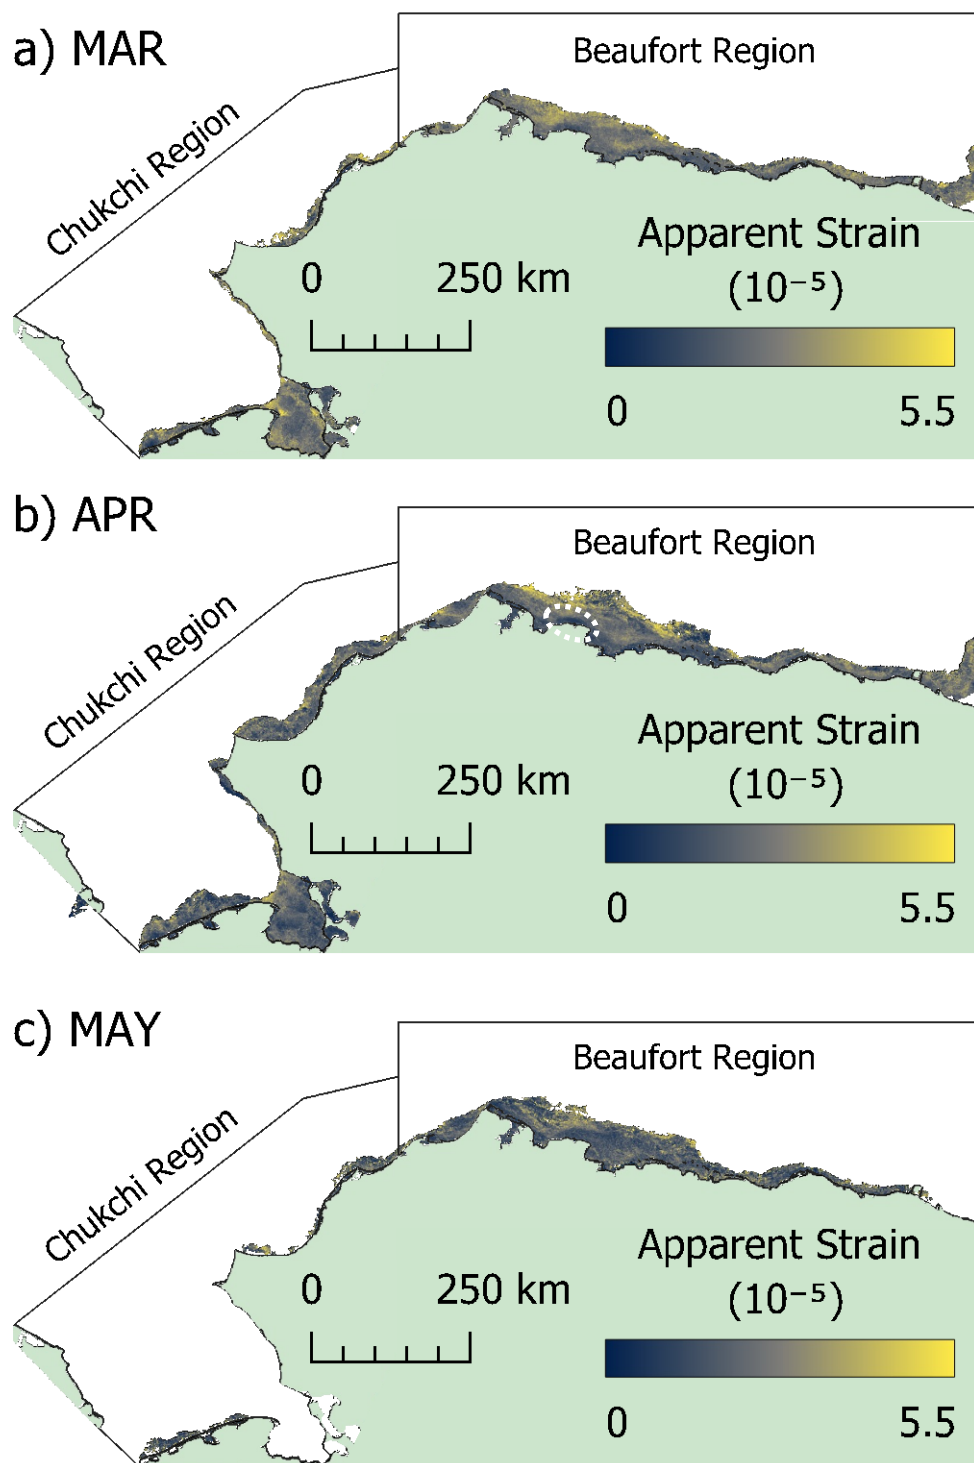 a) MAR
Beaufort Region
Chukchi Region
Apparent Strain
(10⁻⁵)
0 250 km
0 5.5
b) APR
Beaufort Region
Chukchi Region
Apparent Strain
(10⁻⁵)
0 250 km
0 5.5
c) MAY
Beaufort Region
Chukchi Region
Apparent Strain
(10⁻⁵)
0 250 km
0 5.5